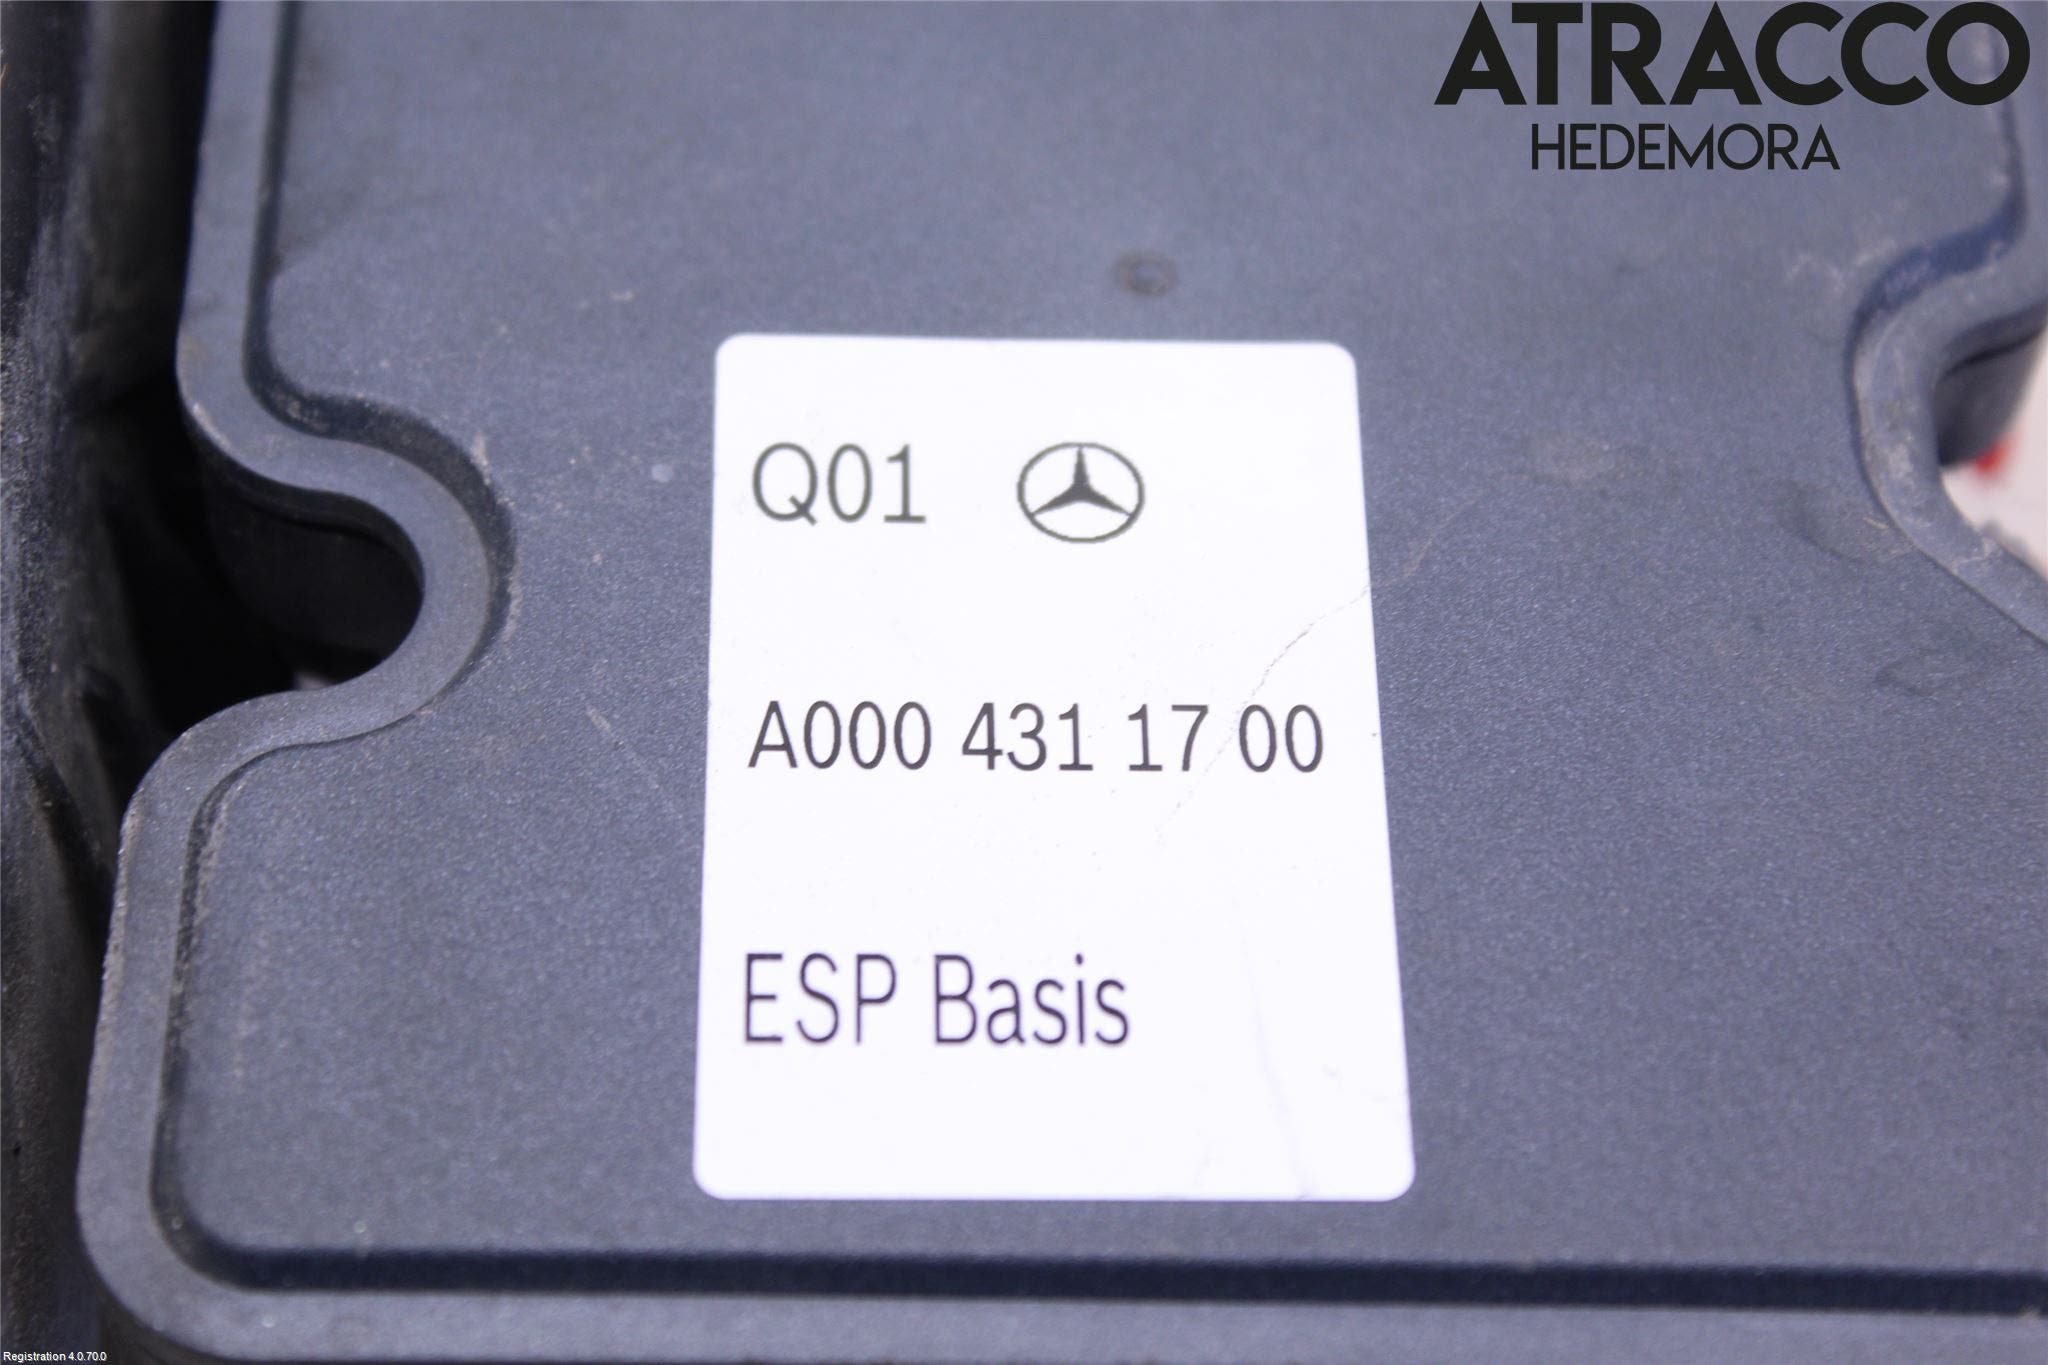 ATRACCO
HEDEMORA
Q01
A000 431 17 00
ESP Basis
Registration 4.0.70.0